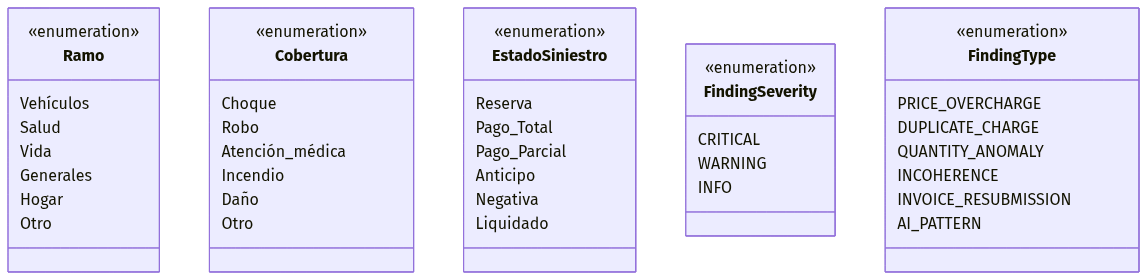 «enumeration»
Ramo
Vehículos
Salud
Vida
Generales
Hogar
Otro
«enumeration»
Cobertura
Choque
Robo
Atención_médica
Incendio
Daño
Otro
«enumeration»
EstadoSiniestro
Reserva
Pago_Total
Pago_Parcial
Anticipo
Negativa
Liquidado
«enumeration»
FindingSeverity
CRITICAL
WARNING
INFO
«enumeration»
FindingType
PRICE_OVERCHARGE
DUPLICATE_CHARGE
QUANTITY_ANOMALY
INCOHERENCE
INVOICE_RESUBMISSION
AI_PATTERN